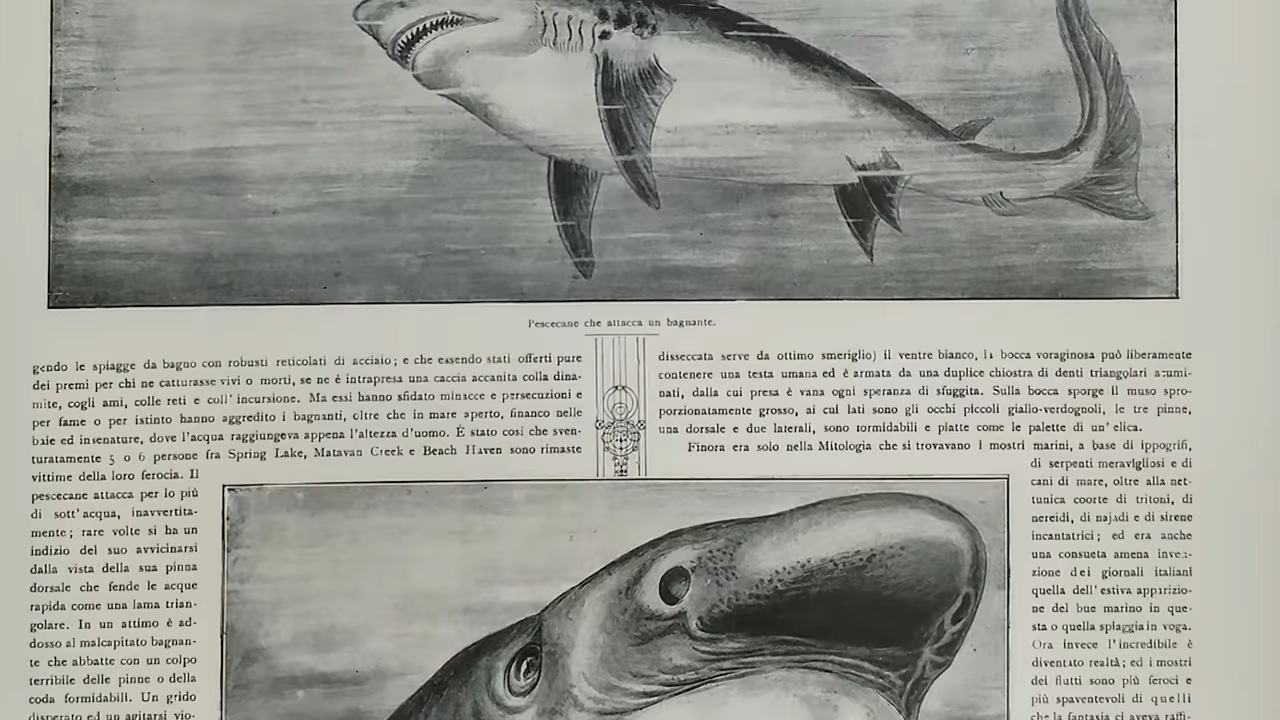 Pescecane che attacca un bagnante.
gendo le spiagge da bagno con robusti reticolati di acciaio; e che essendo stati offerti pure
dei premi per chi ne catturasse vivi o morti, se ne è intrapresa una caccia accanita colla dina-
mite, cogli ami, colle reti e coll' incursione. Ma essi hanno sfidato minacce e persecuzioni e
per fame o per istinto hanno aggredito i bagnanti, oltre che in mare aperto, financo nelle
baie ed insenature, dove l'acqua raggiungeva appena l'altezza d'uomo. È stato così che sven-
turatamente 5 o 6 persone fra Spring Lake, Matavan Creek e Beach Haven sono rimaste
vittime della loro ferocia. Il
pescecane attacca per lo più
di sott' acqua, inavvertita-
mente; rare volte si ha un
indizio del suo avvicinarsi
dalla vista della sua pinna
dorsale che fende le acque
rapida come una lama trian-
golare. In un attimo è ad-
dosso al malcapitato bagnan-
te che abbatte con un colpo
terribile delle pinne o della
coda formidabili. Un grido
disperato ed un agitarsi vio-
disseccata serve da ottimo smeriglio) il ventre bianco, la bocca voraginosa può liberamente
contenere una testa umana ed è armata da una duplice chiostra di denti triangolari acumi-
nati, dalla cui presa è vana ogni speranza di sfuggita. Sulla bocca sporge il muso spro-
porzionatamente grosso, ai cui lati sono gli occhi piccoli giallo-verdognoli, le tre pinne,
una dorsale e due laterali, sono formidabili e piatte come le palette di un' elica.
Finora era solo nella Mitologia che si trovavano i mostri marini, a base di ippogrifi,
di serpenti meravigliosi e di
cani di mare, oltre alla net-
tunica coorte di tritoni, di
nereidi, di najadi e di sirene
incantatrici; ed era anche
una consueta amena inven-
zione dei giornali italiani
quella dell' estiva apparizio-
ne del bue marino in que-
sta o quella spiaggia in voga.
Ora invece l'incredibile è
diventato realtà; ed i mostri
dei flutti sono più feroci e
più spaventevoli di quelli
che la fantasia ci aveva raffi-